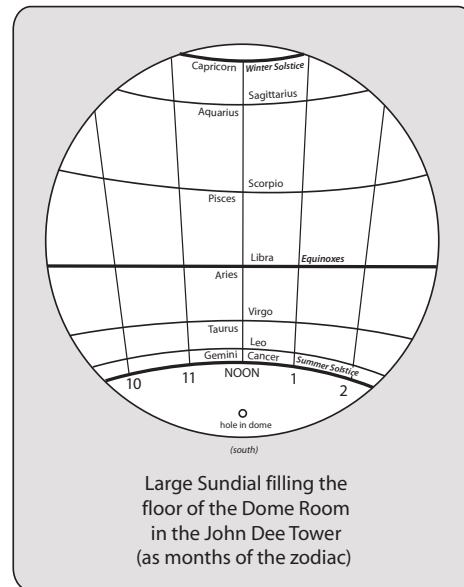 Capricorn Winter Solstice
Sagittarius
Aquarius
Scorpio
Pisces
Libra Equinoxes
Aries
Virgo
Taurus
Leo
Gemini Cancer Summer Solstice
10 11 NOON 1 2
hole in dome
(south)
Large Sundial filling the
floor of the Dome Room
in the John Dee Tower
(as months of the zodiac)